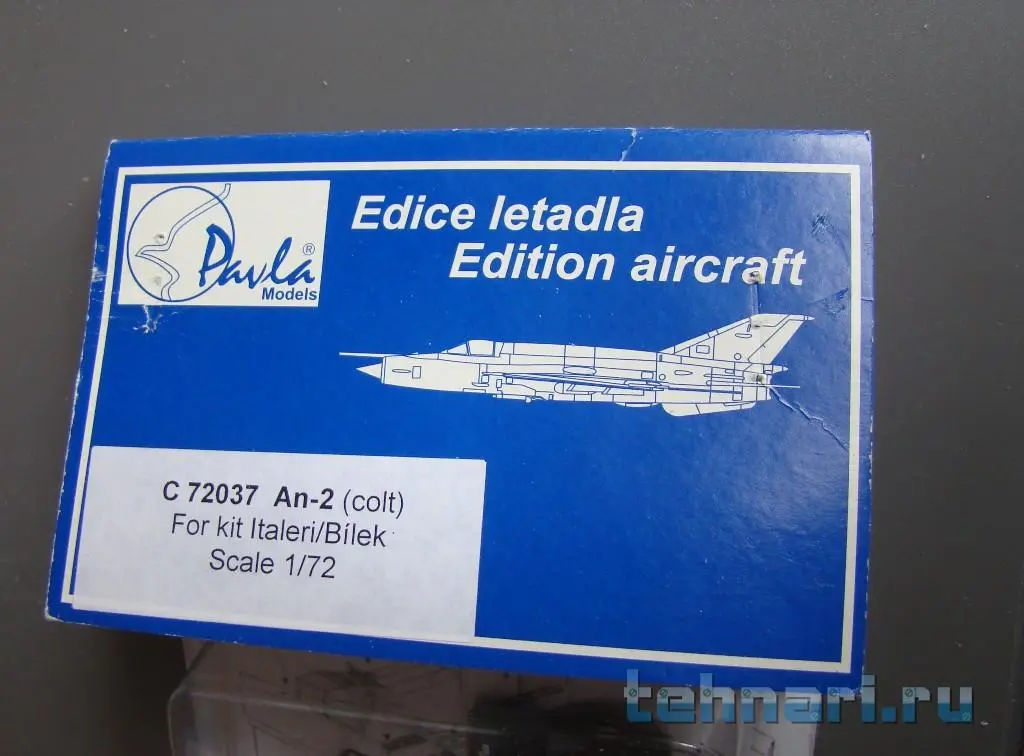 Pavla ®
Models
Edice letadla
Edition aircraft
C 72037 An-2 (colt)
For kit Italeri/Bílek
Scale 1/72
tehnari.ru